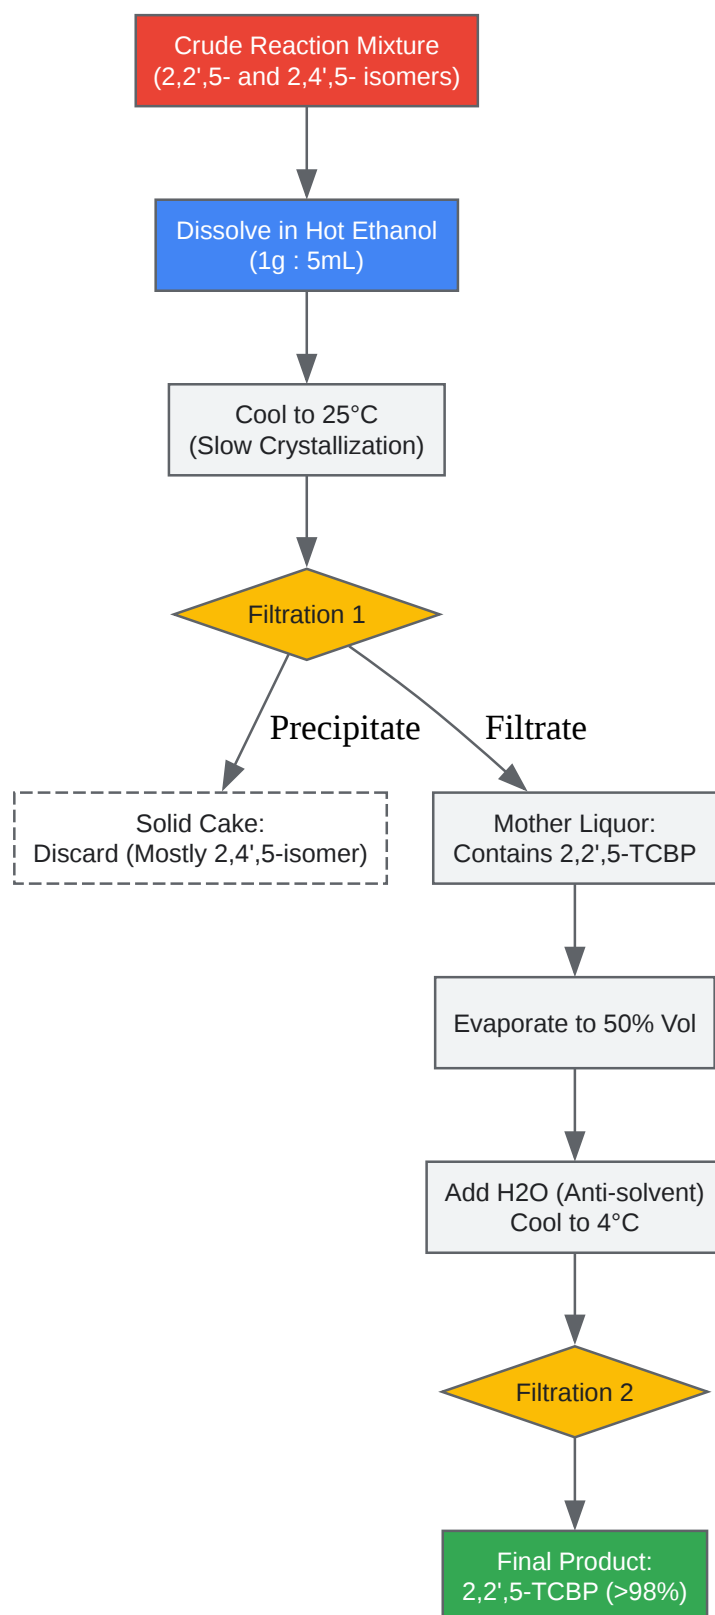 Crude Reaction Mixture
(2,2',5- and 2,4',5- isomers)
Dissolve in Hot Ethanol
(1g : 5mL)
Cool to 25°C
(Slow Crystallization)
Filtration 1
Precipitate
Filtrate
Solid Cake:
Discard (Mostly 2,4',5-isomer)
Mother Liquor:
Contains 2,2',5-TCBP
Evaporate to 50% Vol
Add H2O (Anti-solvent)
Cool to 4°C
Filtration 2
Final Product:
2,2',5-TCBP (>98%)